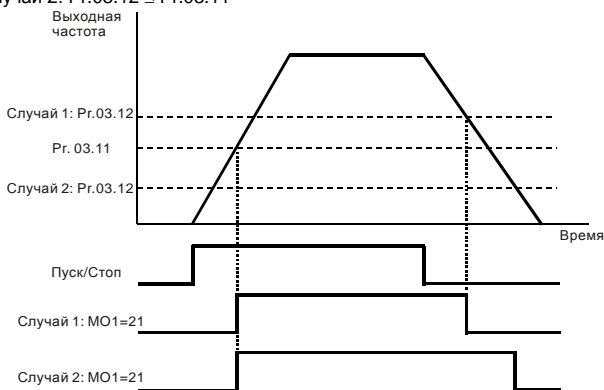 Случай 2: Pr.03.12 ≤ Pr.03.11
Выходная
частота
Случай 1: Pr.03.12
Pr. 03.11
Случай 2: Pr.03.12
Время
Пуск/Стоп
Случай 1: MO1=21
Случай 2: MO1=21